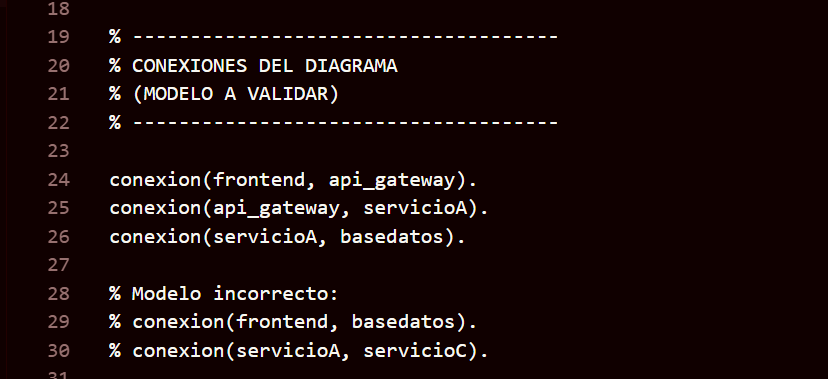 18
19 % -------------------------------------
20 % CONEXIONES DEL DIAGRAMA
21 % (MODELO A VALIDAR)
22 % -------------------------------------
23
24 conexion(frontend, api_gateway).
25 conexion(api_gateway, servicioA).
26 conexion(servicioA, basedatos).
27
28 % Modelo incorrecto:
29 % conexion(frontend, basedatos).
30 % conexion(servicioA, servicioC).
31